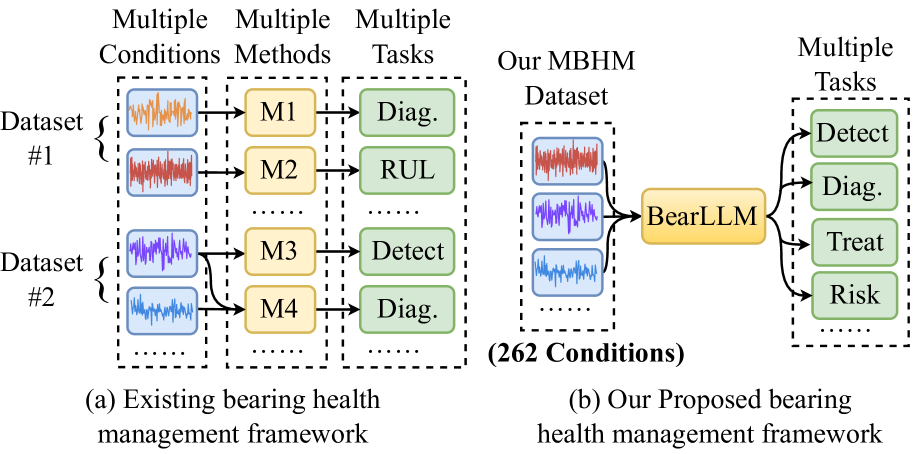 Multiple
Conditions
Multiple
Methods
Multiple
Tasks
Dataset
#1
M1
Diag.
M2
RUL
......
......
Dataset
#2
M3
Detect
M4
Diag.
......
......
......
(a) Existing bearing health
management framework
Our MBHM
Dataset
Multiple
Tasks
BearLLM
Detect
Diag.
Treat
Risk
......
......
(262 Conditions)
(b) Our Proposed bearing
health management framework